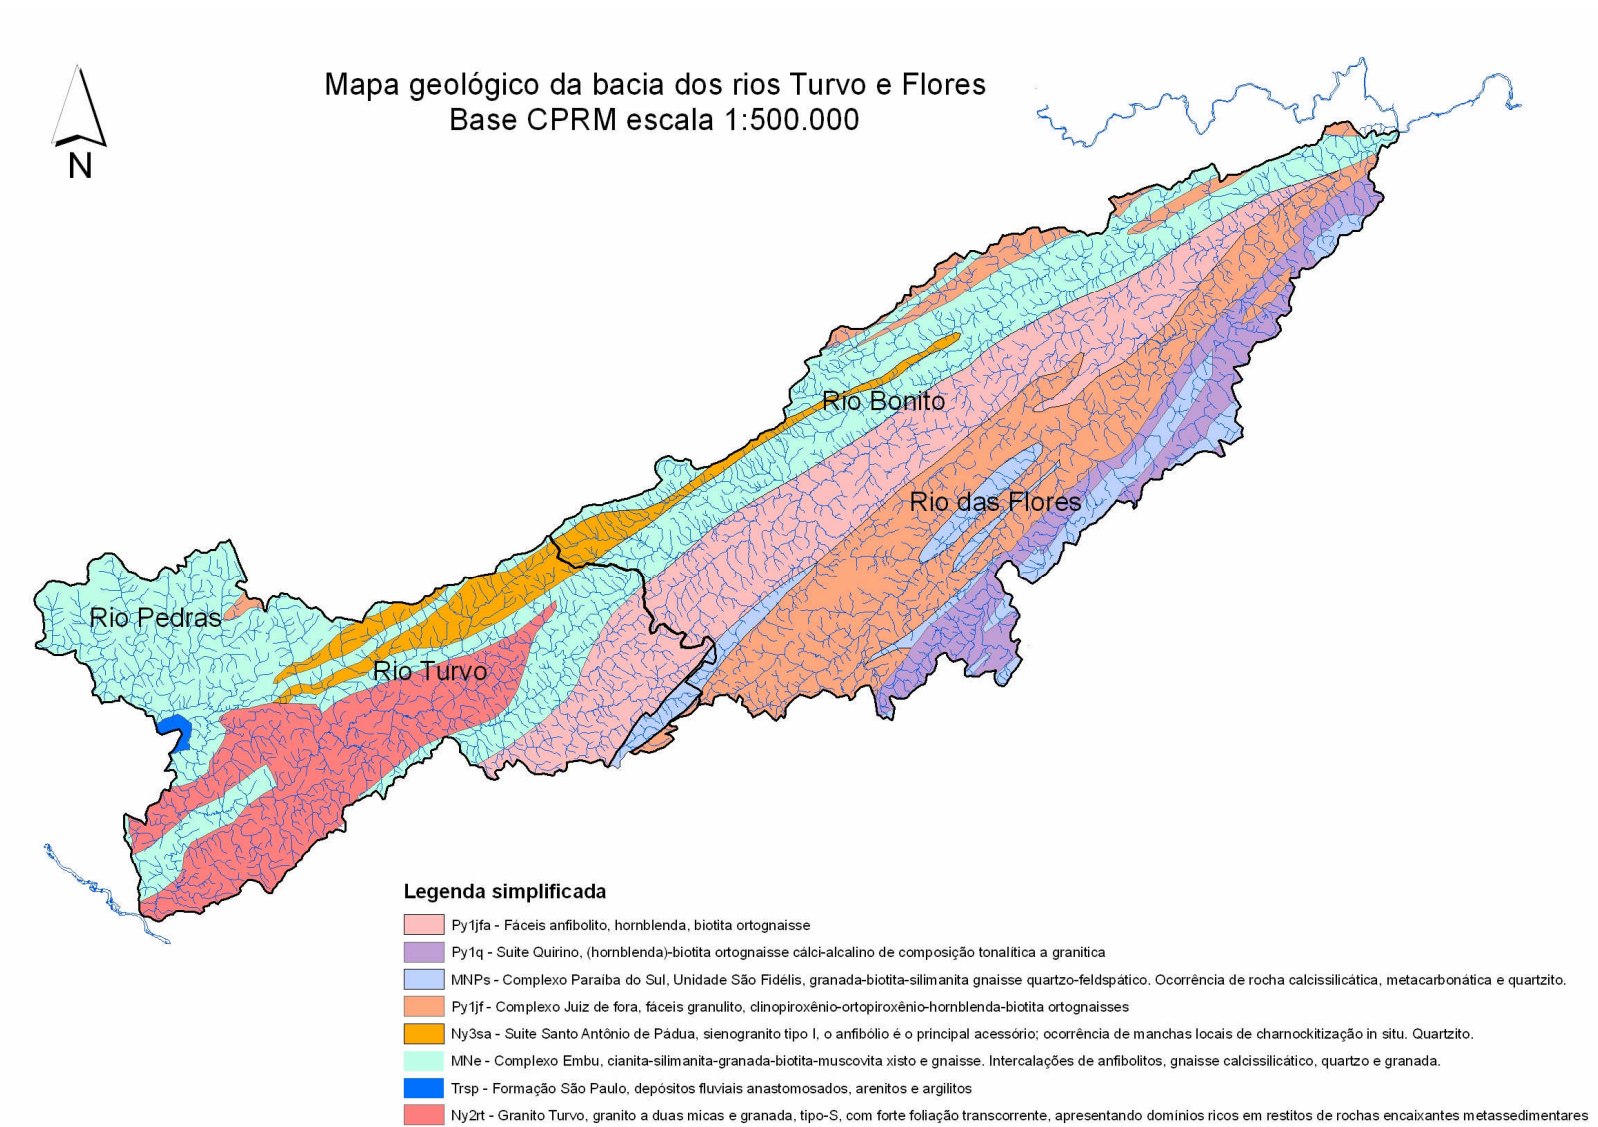 Mapa geológico da bacia dos rios Turvo e Flores
Base CPRM escala 1:500.000
N
Rio Bonito
Rio das Flores
Rio Pedras
Rio Turvo
Legenda simplificada
Py1jfa - Fáceis anfibolito, hornblenda, biotita ortognaisse
Py1q - Suite Quirino, (hornblenda)-biotita ortognaisse cálci-alcalino de composição tonalítica a granitica
MNPs - Complexo Paraíba do Sul, Unidade São Fidélis, granada-biotita-silimanita gnaisse quartzo-feldspático. Ocorrência de rocha calcissilicática, metacarbonática e quartzito.
Py1jf - Complexo Juiz de fora, fáceis granulito, clinopiroxênio-ortopiroxênio-hornblenda-biotita ortognaisses
Ny3sa - Suite Santo Antônio de Pádua, sienogranito tipo I, o anfibólio é o principal acessório; ocorrência de manchas locais de charnockitização in situ. Quartzito.
MNe - Complexo Embu, cianita-silimanita-granada-biotita-muscovita xisto e gnaisse. Intercalações de anfibolitos, gnaisse calcissilicático, quartzo e granada.
Trsp - Formação São Paulo, depósitos fluviais anastomosados, arenitos e argilitos
Ny2rt - Granito Turvo, granito a duas micas e granada, tipo-S, com forte foliação transcorrente, apresentando domínios ricos em restitos de rochas encaixantes metassedimentares